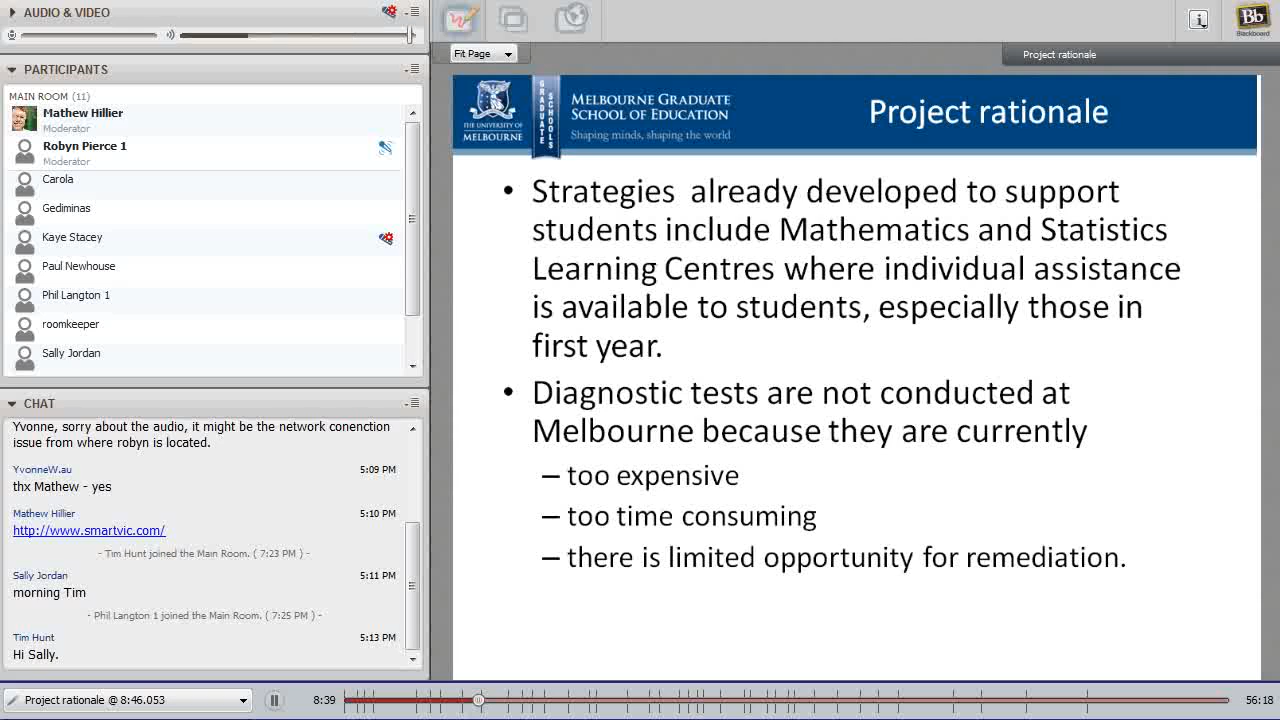 AUDIO & VIDEO
PARTICIPANTS
MAIN ROOM (11)
Mathew Hillier
Moderator
Robyn Pierce 1
Moderator
Carola
Gediminas
Kaye Stacey
Paul Newhouse
Phil Langton 1
roomkeeper
Sally Jordan
CHAT
Yvonne, sorry about the audio, it might be the network conenction
issue from where robyn is located.
YvonneW.au 5:09 PM
thx Mathew - yes
Mathew Hillier 5:10 PM
http://www.smartvic.com/
- Tim Hunt joined the Main Room. ( 7:23 PM ) -
Sally Jordan 5:11 PM
morning Tim
- Phil Langton 1 joined the Main Room. ( 7:25 PM ) -
Tim Hunt 5:13 PM
Hi Sally.
Bb
Blackboard
Fit Page
Project rationale
THE UNIVERSITY OF
MELBOURNE
GRADUATE
SCHOOLS
MELBOURNE GRADUATE
SCHOOL OF EDUCATION
Shaping minds, shaping the world
Project rationale
• Strategies already developed to support
students include Mathematics and Statistics
Learning Centres where individual assistance
is available to students, especially those in
first year.
• Diagnostic tests are not conducted at
Melbourne because they are currently
– too expensive
– too time consuming
– there is limited opportunity for remediation.
Project rationale @ 8:46.053
8:39
56:18